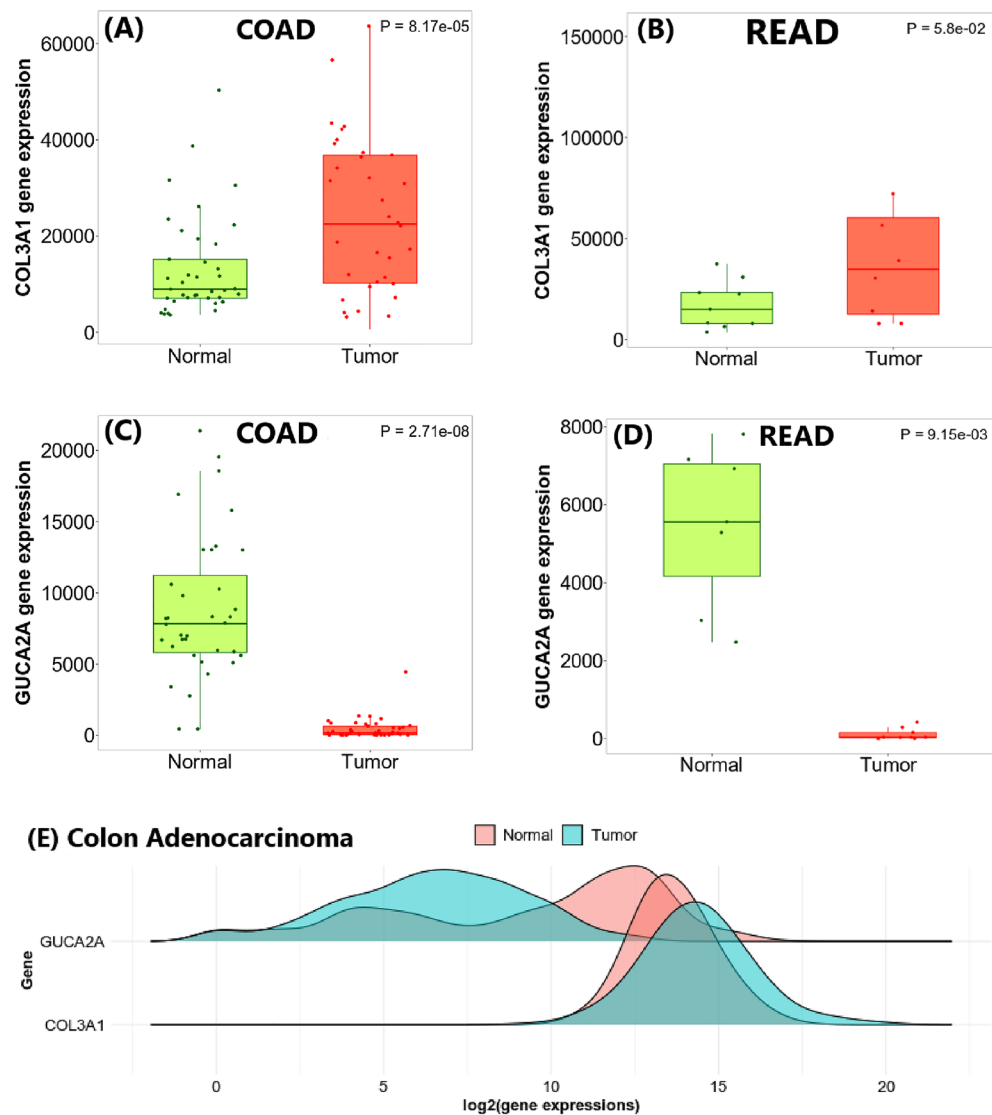 (A) COAD P = 8.17e-05
COL3A1 gene expression
60000
40000
20000
0
Normal Tumor
(B) READ P = 5.8e-02
COL3A1 gene expression
150000
100000
50000
0
Normal Tumor
(C) COAD P = 2.71e-08
GUCA2A gene expression
20000
15000
10000
5000
0
Normal Tumor
(D) READ P = 9.15e-03
GUCA2A gene expression
8000
6000
4000
2000
0
Normal Tumor
(E) Colon Adenocarcinoma Normal Tumor
GUCA2A
Gene
COL3A1
0 5 10 15 20
log2(gene expressions)